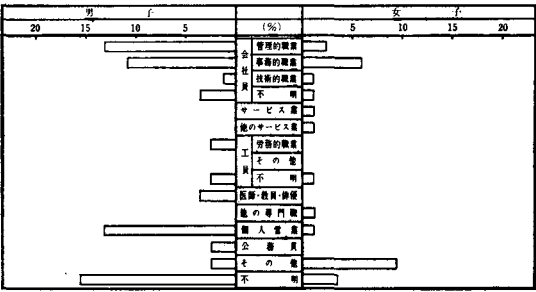 男 子 (%) 女 子
20 15 10 5 5 10 15 20
会社員
管理的職業
事務的職業
技術的職業
不 明
サービス業
他のサービス業
工員
労務的職業
そ の 他
不 明
医師・教員・俳優
他の専門職
個人営業
公 務 員
そ の 他
不 明